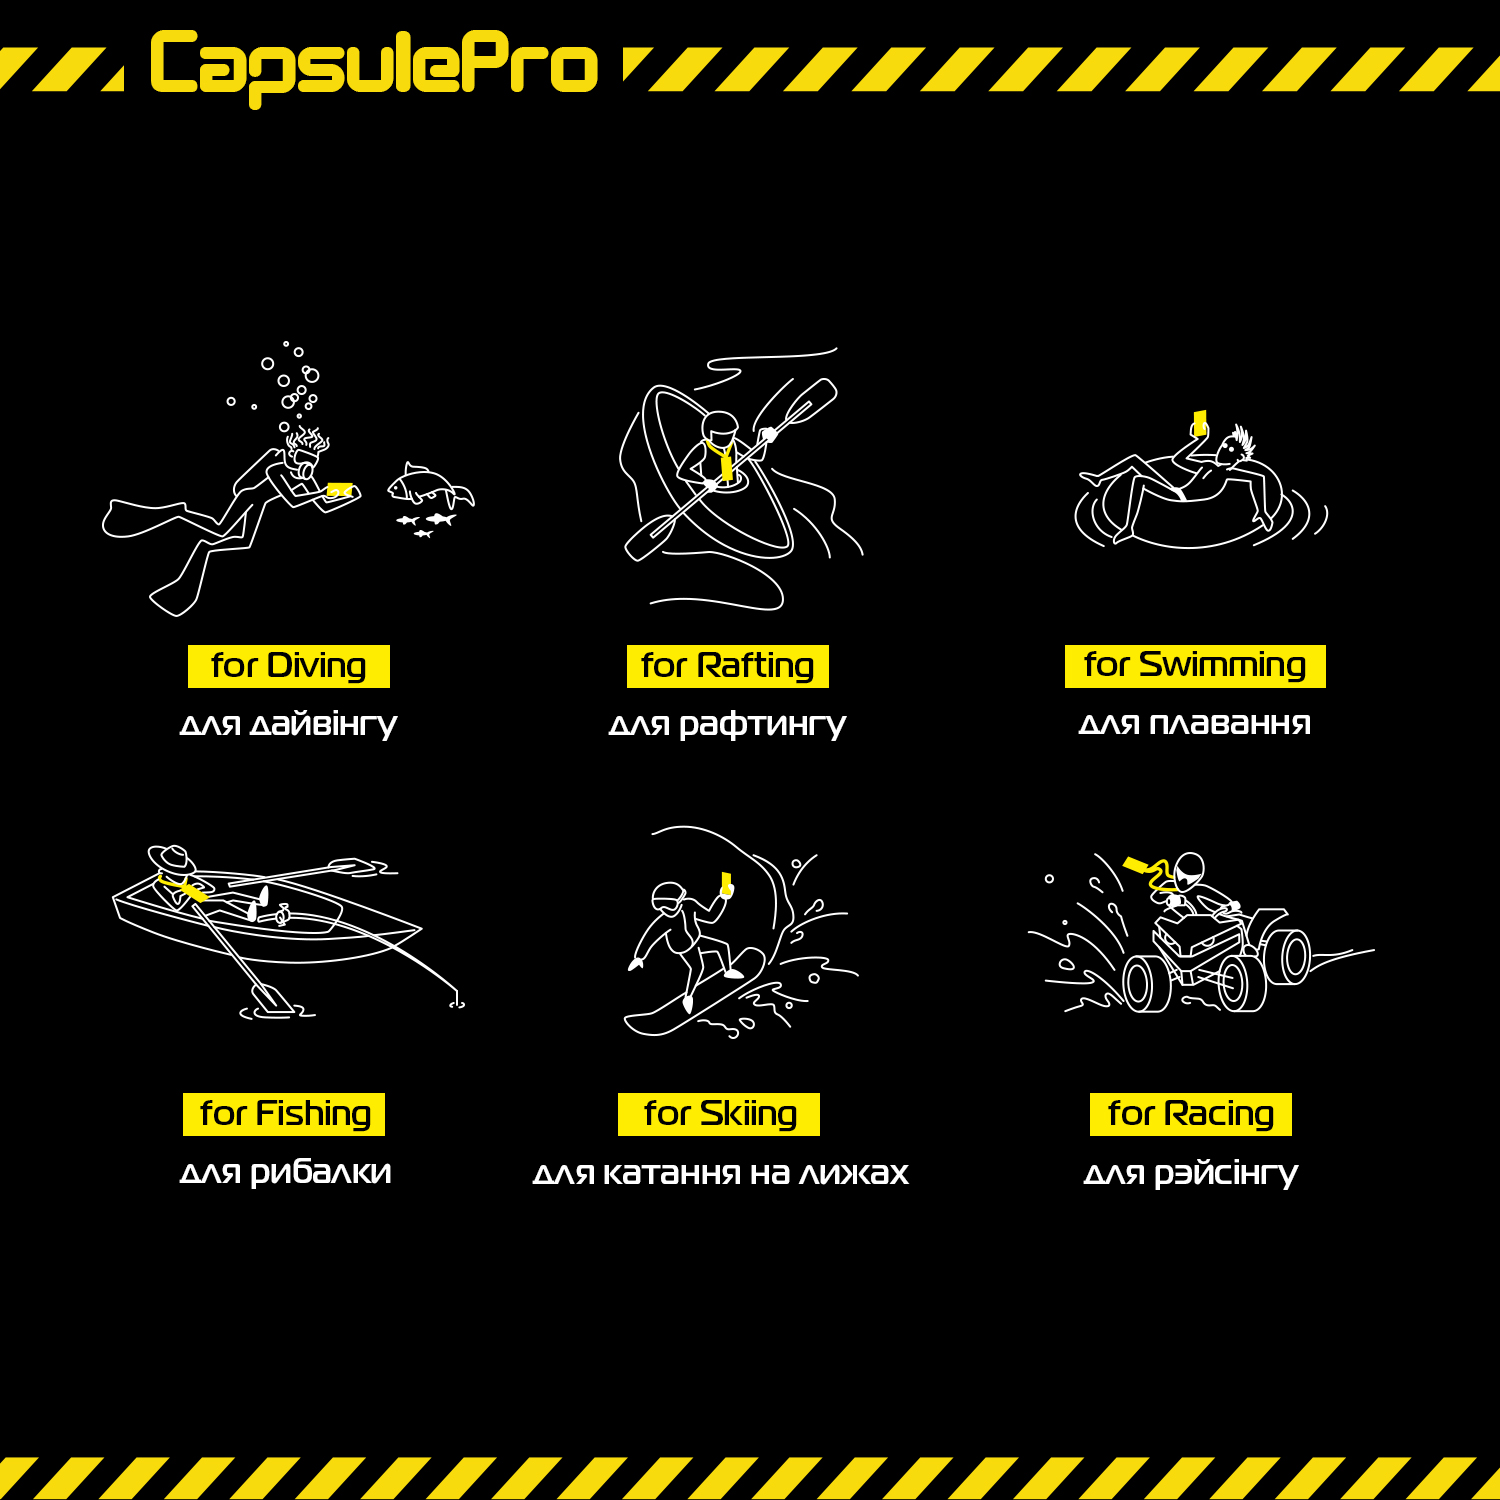 CapsulePro
for Diving
for Rafting
for Swimming
для дайвінгу
для рафтингу
для плавання
for Fishing
for Skiing
for Racing
для рибалки
для катання на лижах
для рэйсінгу